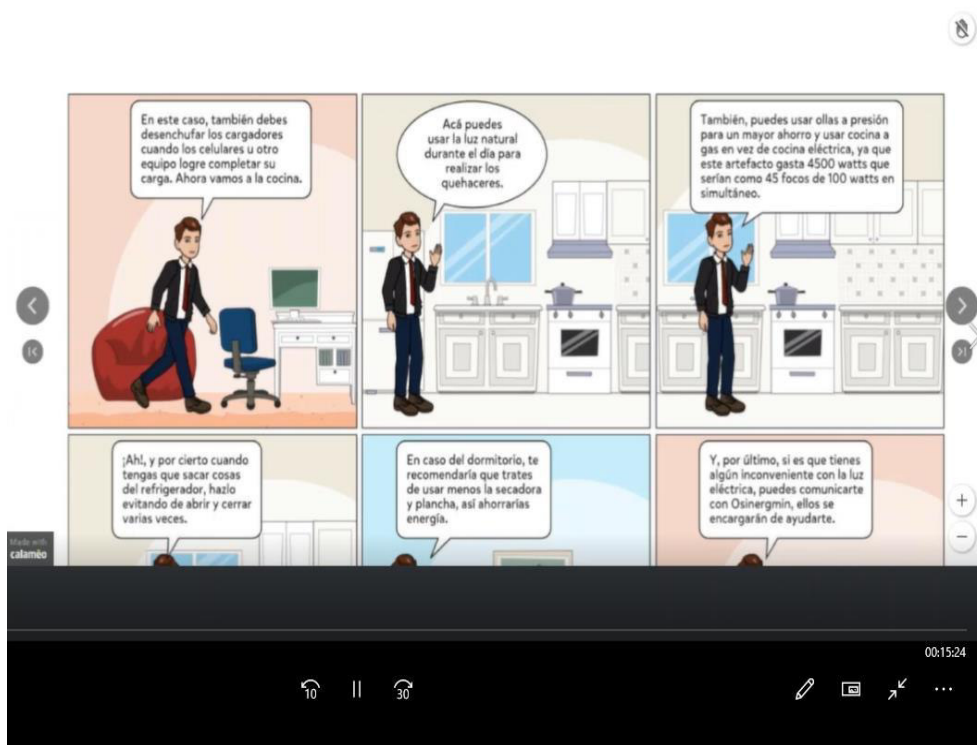 En este caso, también debes
desenchufar los cargadores
cuando los celulares u otro
equipo logre completar su
carga. Ahora vamos a la cocina.
Acá puedes
usar la luz natural
durante el día para
realizar los
quehaceres.
También, puedes usar ollas a presión
para un mayor ahorro y usar cocina a
gas en vez de cocina eléctrica, ya que
este artefacto gasta 4500 watts que
serían como 45 focos de 100 watts en
simultáneo.
¡Ah!, y por cierto cuando
tengas que sacar cosas
del refrigerador, hazlo
evitando de abrir y cerrar
varias veces.
En caso del dormitorio, te
recomendaría que trates
de usar menos la secadora
y plancha, así ahorrarías
energía.
Y, por último, si es que tienes
algún inconveniente con la luz
eléctrica, puedes comunicarte
con Osinergmin, ellos se
encargarán de ayudarte.
Made with
calaméo
00:15:24
10
30